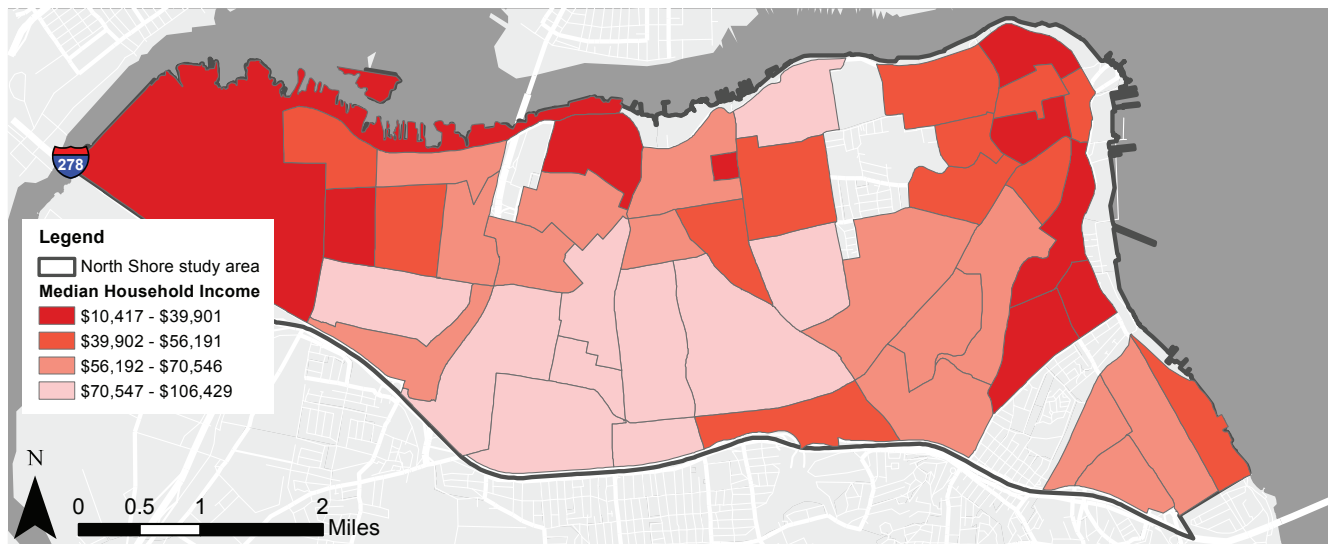 278
Legend
North Shore study area
Median Household Income
$10,417 - $39,901
$39,902 - $56,191
$56,192 - $70,546
$70,547 - $106,429
N
0 0.5 1 2
Miles